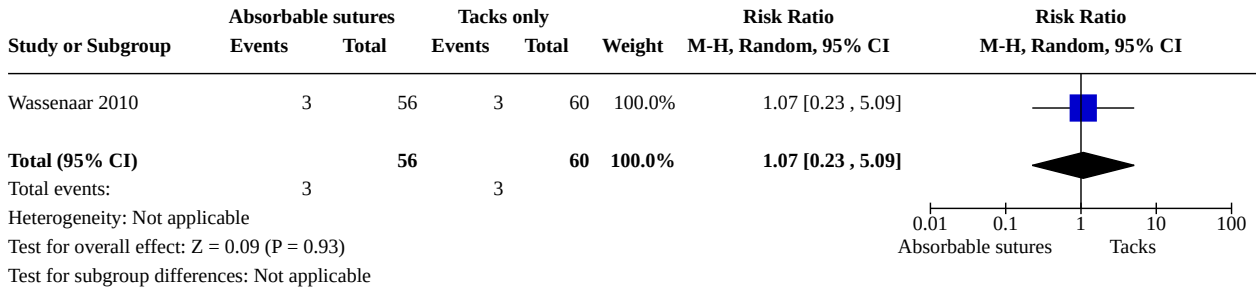 Absorbable sutures Tacks only Risk Ratio Risk Ratio
Study or Subgroup Events Total Events Total Weight M-H, Random, 95% CI M-H, Random, 95% CI
Wassenaar 2010 3 56 3 60 100.0% 1.07 [0.23 , 5.09]
Total (95% CI) 56 60 100.0% 1.07 [0.23 , 5.09]
Total events: 3 3
Heterogeneity: Not applicable
0.01 0.1 1 10 100
Test for overall effect: Z = 0.09 (P = 0.93) Absorbable sutures Tacks
Test for subgroup differences: Not applicable